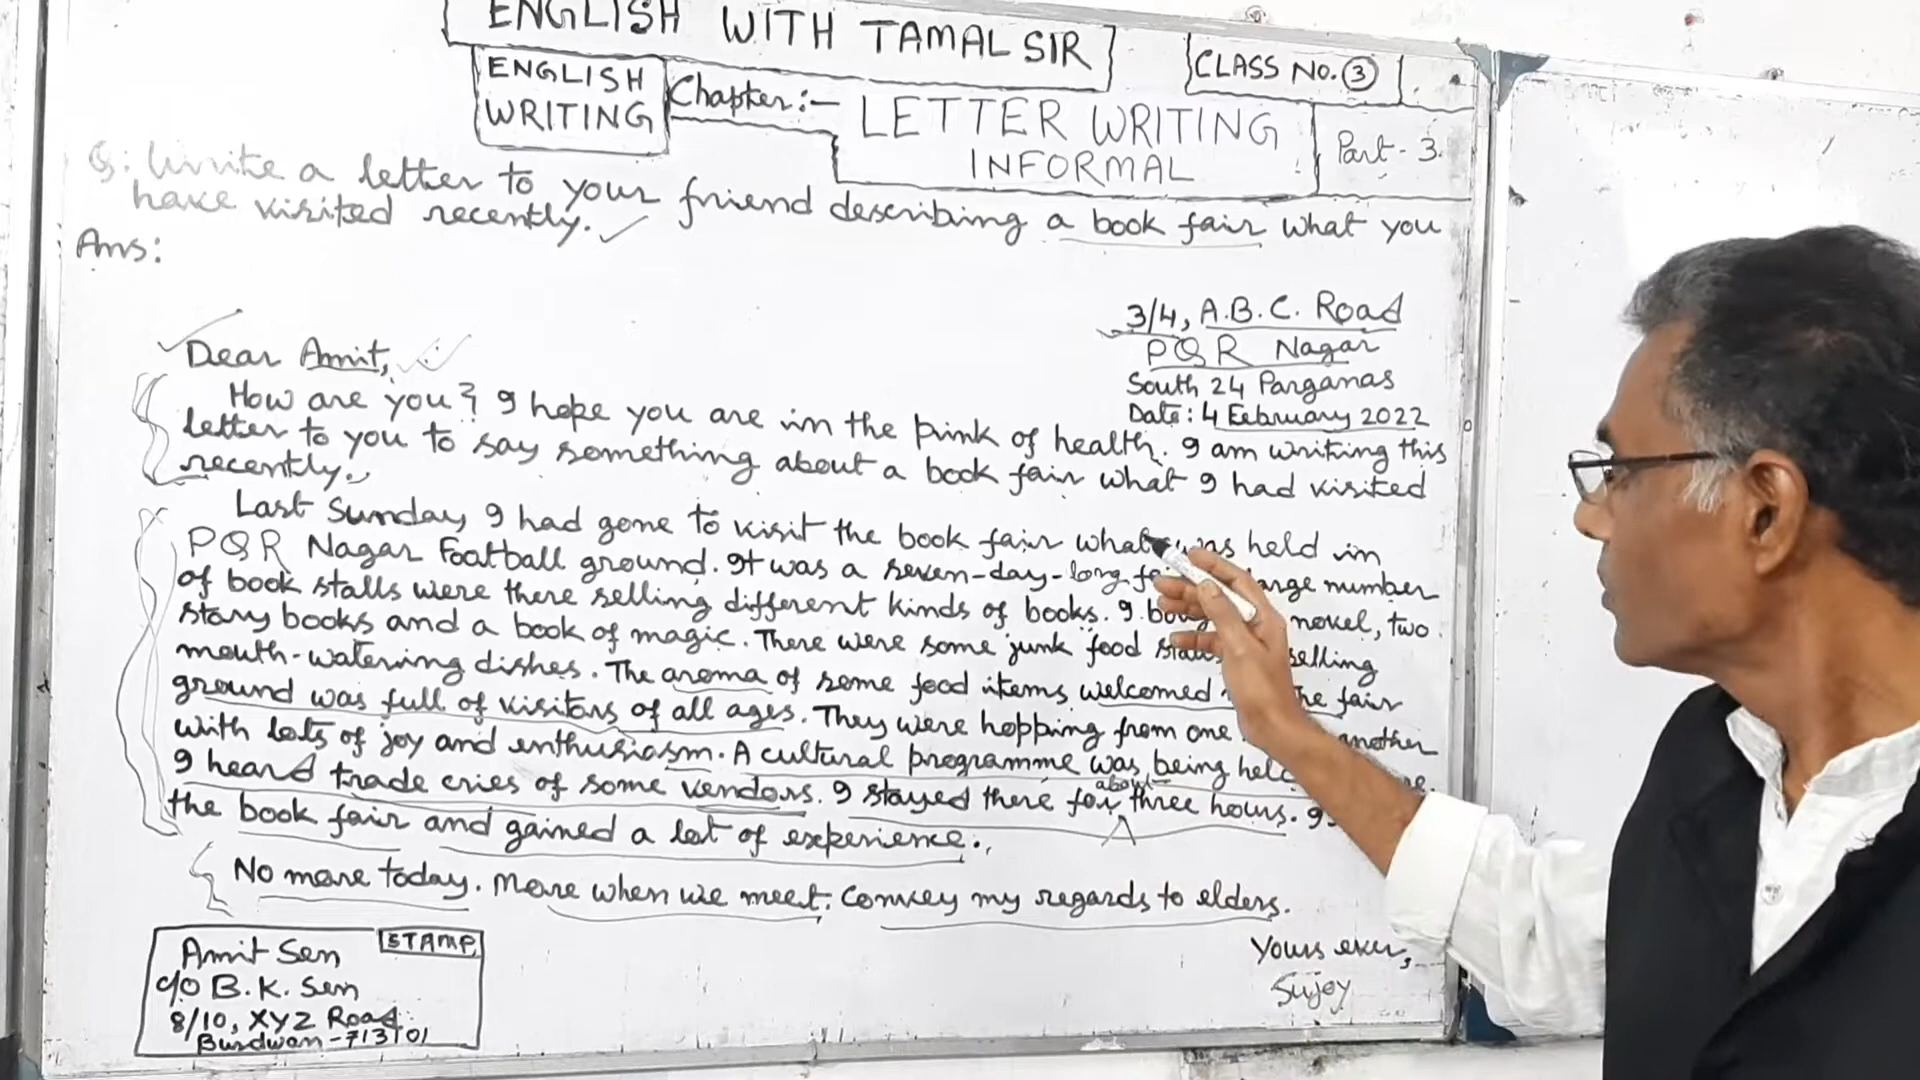 ENGLISH WITH TAMAL SIR
CLASS NO. 3
ENGLISH
WRITING
Chapter:-
LETTER WRITING
INFORMAL
Part-3
Q: Write a letter to your friend describing a book fair what you
have visited recently.
Ans:
3/4, A.B.C. Road
PQR Nagar
South 24 Parganas
Date: 4 February 2022
Dear Amit,
How are you? I hope you are in the pink of health. I am writing this
letter to you to say something about a book fair what I had visited
recently.
Last Sunday I had gone to visit the book fair what was held in
PQR Nagar Football ground. It was a seven-day-long large number
of book stalls were there selling different kinds of books. I novel, two
story books and a book of magic. There were some junk food selling
mouth-watering dishes. The aroma of some food items welcomed fair
ground was full of visitors of all ages. They were hopping from one another
with lots of joy and enthusiasm. A cultural programme was being
I heard trade cries of some vendors. I stayed there for about three hours.
the book fair and gained a lot of experience.
No more today. More when we meet. Convey my regards to elders.
Yours ever,
Sujoy
STAMP
Amit Sen
c/o B.K. Sen
8/10, XYZ Road
Burdwan-713101